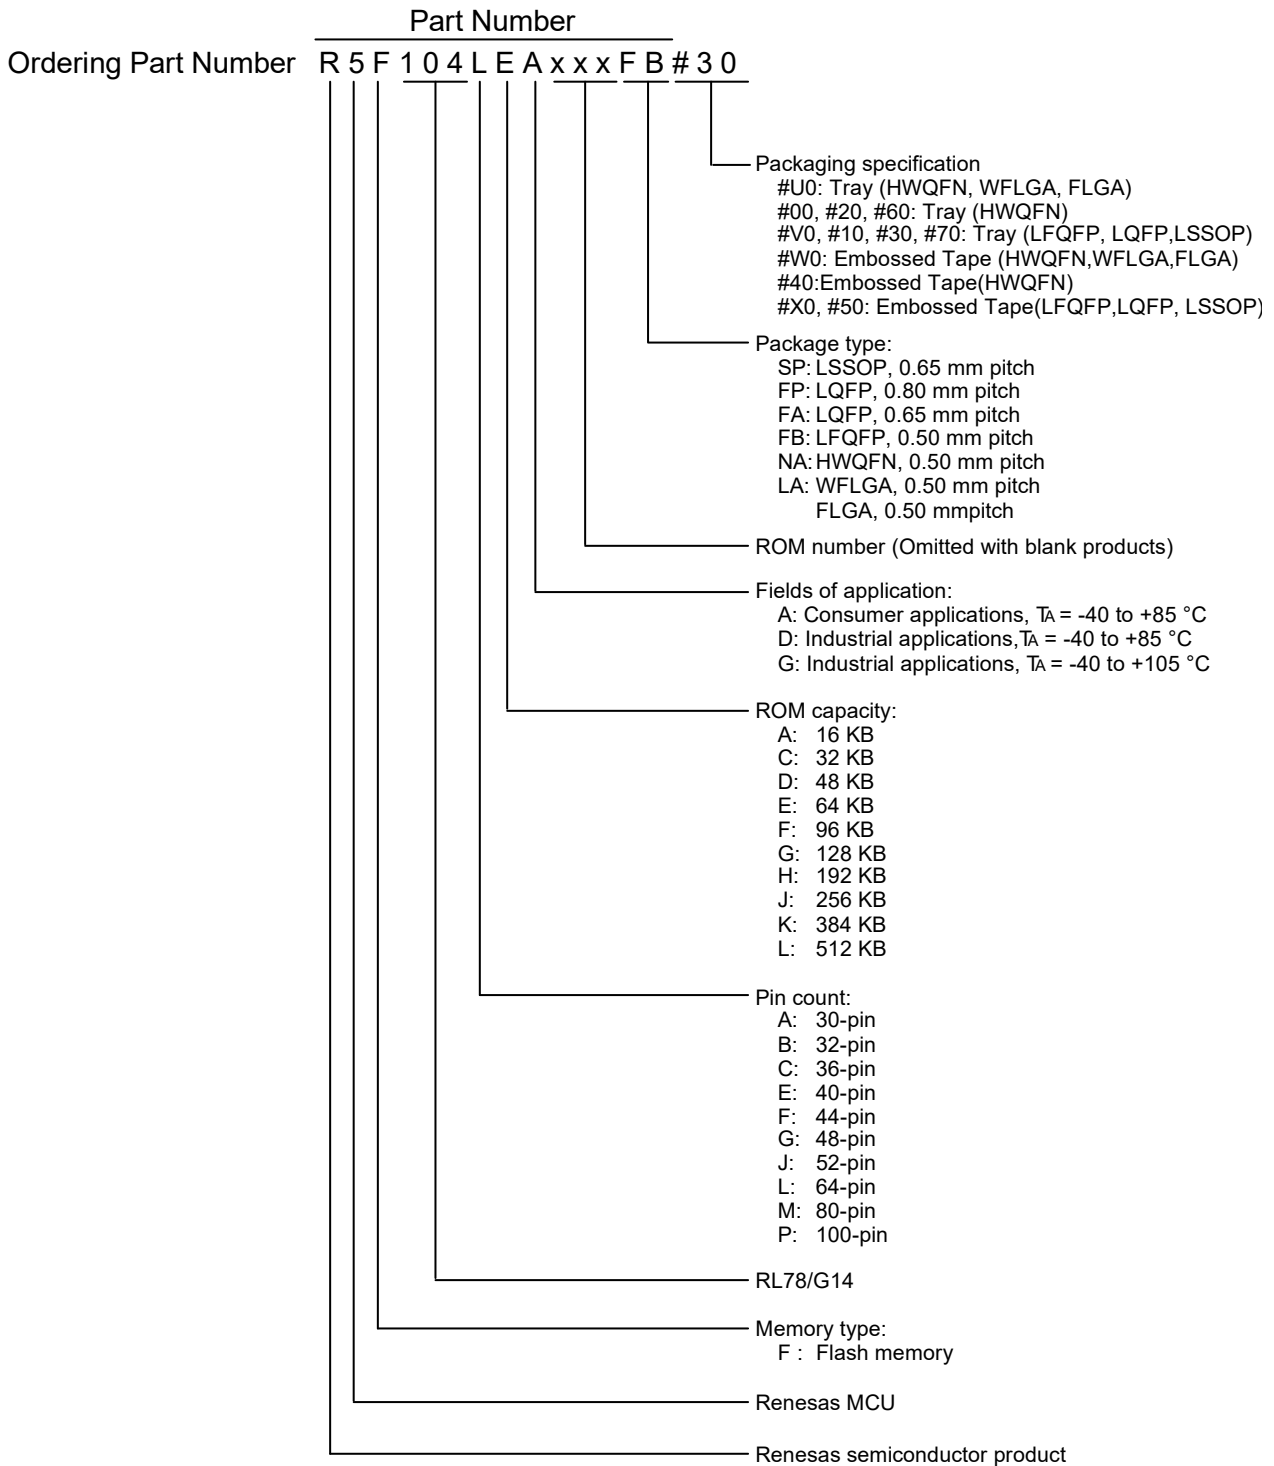 Part Number
Ordering Part Number R 5 F 1 0 4 L E A x x x F B # 3 0
Packaging specification
#U0: Tray (HWQFN, WFLGA, FLGA)
#00, #20, #60: Tray (HWQFN)
#V0, #10, #30, #70: Tray (LFQFP, LQFP,LSSOP)
#W0: Embossed Tape (HWQFN,WFLGA,FLGA)
#40:Embossed Tape(HWQFN)
#X0, #50: Embossed Tape(LFQFP,LQFP, LSSOP)
Package type:
SP: LSSOP, 0.65 mm pitch
FP: LQFP, 0.80 mm pitch
FA: LQFP, 0.65 mm pitch
FB: LFQFP, 0.50 mm pitch
NA: HWQFN, 0.50 mm pitch
LA: WFLGA, 0.50 mm pitch
FLGA, 0.50 mmpitch
ROM number (Omitted with blank products)
Fields of application:
A: Consumer applications, TA = -40 to +85 °C
D: Industrial applications,TA = -40 to +85 °C
G: Industrial applications, TA = -40 to +105 °C
ROM capacity:
A: 16 KB
C: 32 KB
D: 48 KB
E: 64 KB
F: 96 KB
G: 128 KB
H: 192 KB
J: 256 KB
K: 384 KB
L: 512 KB
Pin count:
A: 30-pin
B: 32-pin
C: 36-pin
E: 40-pin
F: 44-pin
G: 48-pin
J: 52-pin
L: 64-pin
M: 80-pin
P: 100-pin
RL78/G14
Memory type:
F : Flash memory
Renesas MCU
Renesas semiconductor product